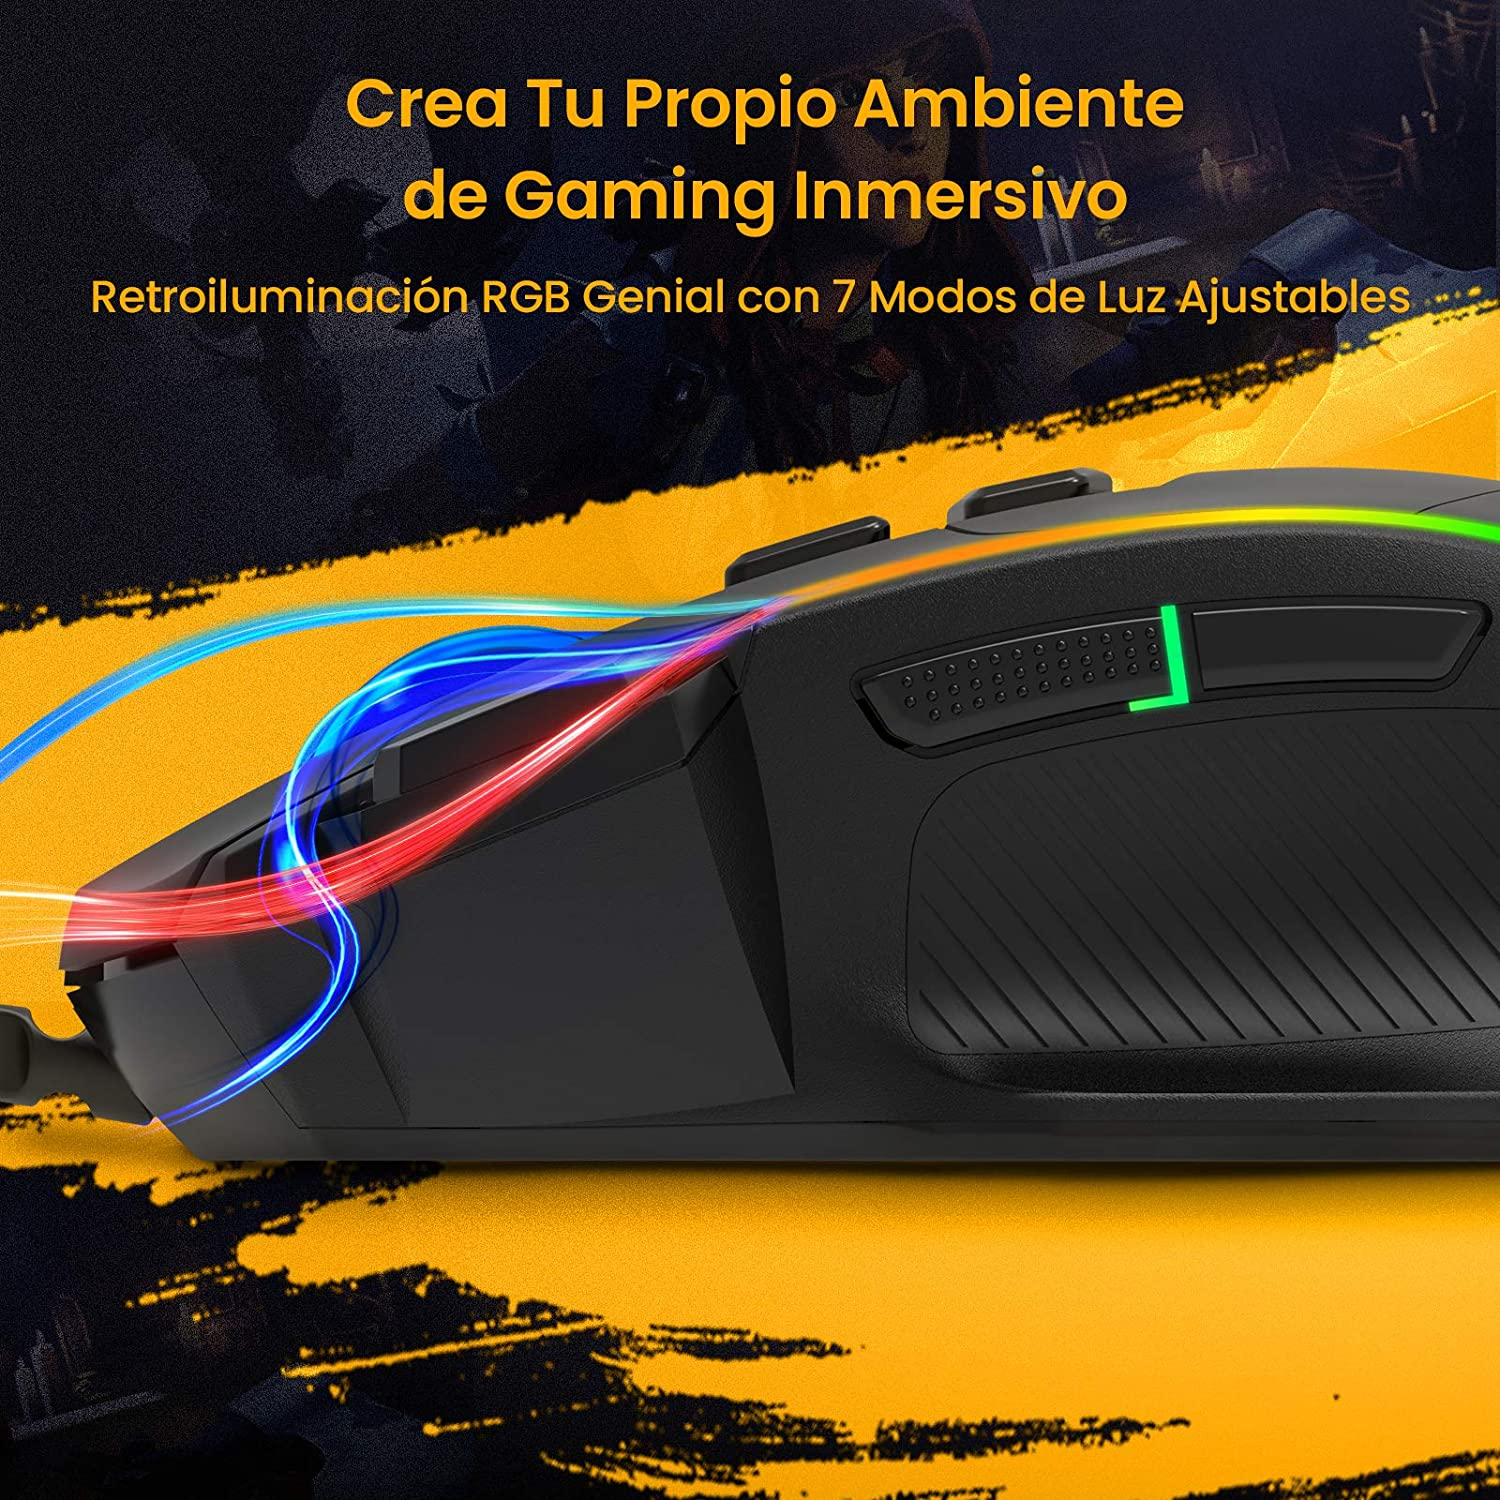 Crea Tu Propio Ambiente
de Gaming Inmersivo
Retroiluminación RGB Genial con 7 Modos de Luz Ajustables